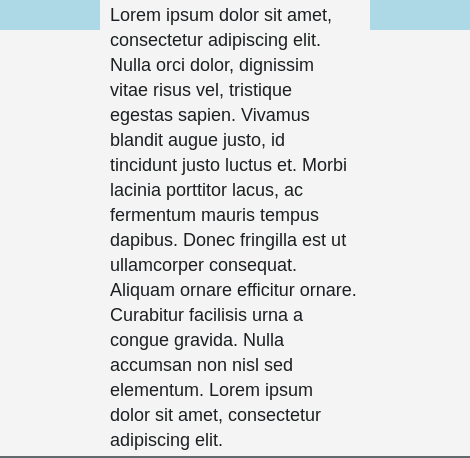 Lorem ipsum dolor sit amet,
consectetur adipiscing elit.
Nulla orci dolor, dignissim
vitae risus vel, tristique
egestas sapien. Vivamus
blandit augue justo, id
tincidunt justo luctus et. Morbi
lacinia porttitor lacus, ac
fermentum mauris tempus
dapibus. Donec fringilla est ut
ullamcorper consequat.
Aliquam ornare efficitur ornare.
Curabitur facilisis urna a
congue gravida. Nulla
accumsan non nisl sed
elementum. Lorem ipsum
dolor sit amet, consectetur
adipiscing elit.